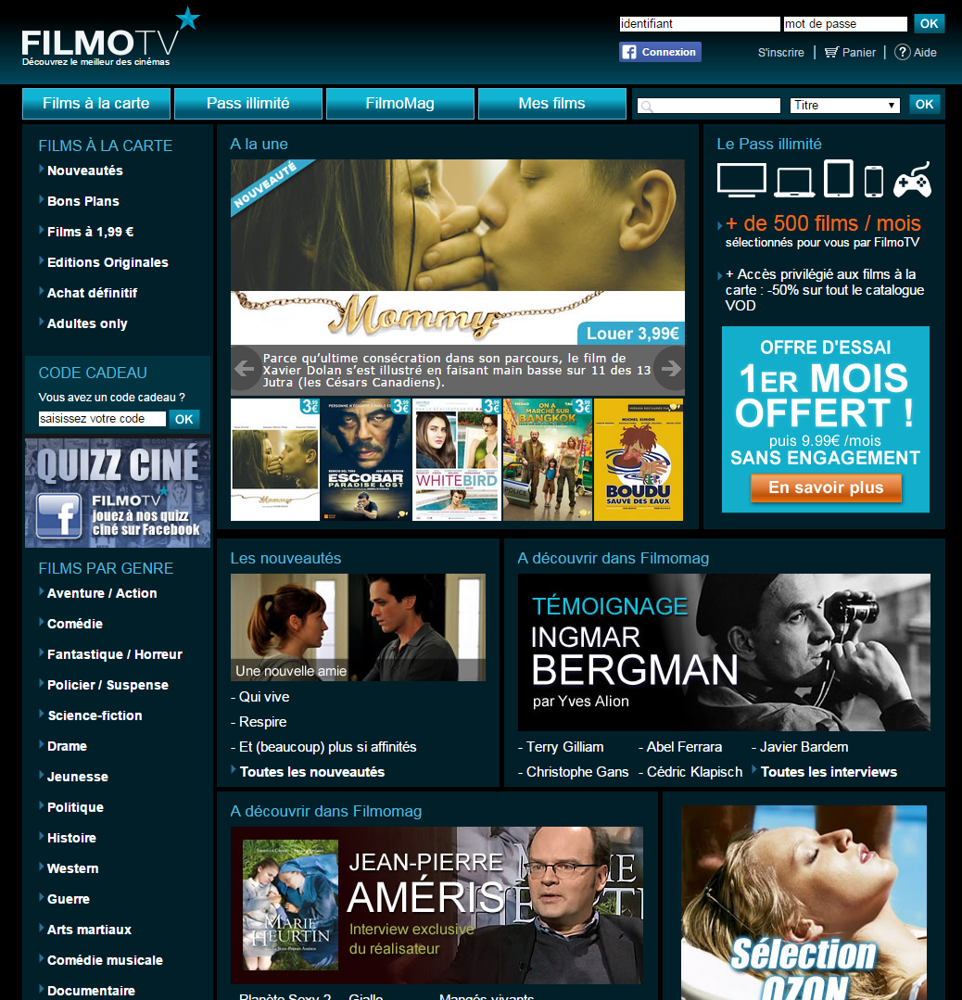 FILMOTV
Découvrez le meilleur des cinémas
identifiant
mot de passe
OK
Connexion
S'inscrire
Panier
Aide
Films à la carte
Pass illimité
FilmoMag
Mes films
Titre
OK
FILMS À LA CARTE
Nouveautés
Bons Plans
Films à 1,99 €
Editions Originales
Achat définitif
Adultes only
CODE CADEAU
Vous avez un code cadeau ?
saisissez votre code
OK
QUIZZ CINÉ
FILMOTV
jouez à nos quizz
ciné sur Facebook
FILMS PAR GENRE
Aventure / Action
Comédie
Fantastique / Horreur
Policier / Suspense
Science-fiction
Drame
Jeunesse
Politique
Histoire
Western
Guerre
Arts martiaux
Comédie musicale
Documentaire
A la une
NOUVEAUTÉ
Mommy
Louer 3,99€
Parce qu'ultime consécration dans son parcours, le film de
Xavier Dolan s'est illustré en faisant main basse sur 11 des 13
Jutra (les Césars Canadiens).
3,99€
3,99€
ESCOBAR
PARADISE LOST
3,99€
WHITE BIRD
3,99€
ON A
MARCHÉ SUR
BANGKOK
POLICE
MICHEL SIMON
BOUDU
SAUVÉ DES EAUX
Le Pass illimité
+ de 500 films / mois
sélectionnés pour vous par FilmoTV
+ Accès privilégié aux films à la
carte : -50% sur tout le catalogue
VOD
OFFRE D'ESSAI
1ER MOIS
OFFERT !
puis 9.99€ /mois
SANS ENGAGEMENT
En savoir plus
Les nouveautés
Une nouvelle amie
- Qui vive
- Respire
- Et (beaucoup) plus si affinités
Toutes les nouveautés
A découvrir dans Filmomag
TÉMOIGNAGE
INGMAR
BERGMAN
par Yves Alion
- Terry Gilliam
- Abel Ferrara
- Javier Bardem
- Christophe Gans
- Cédric Klapisch
Toutes les interviews
A découvrir dans Filmomag
MARIE
HEURTIN
JEAN-PIERRE
AMÉRIS
Interview exclusive
du réalisateur
Planète Sexy 2
Giallo
Mangés vivants
Sélection
OZON